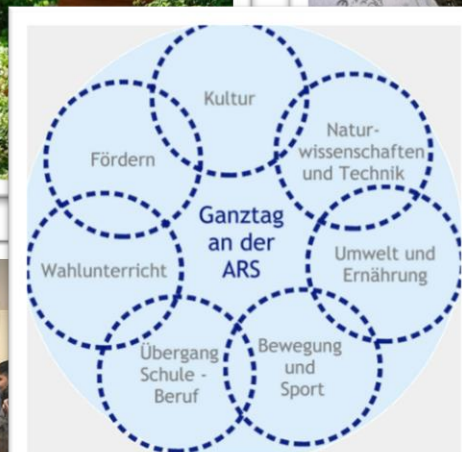 Kultur
Natur-
wissenschaften
und Technik
Fördern
Ganztag
an der
ARS
Umwelt und
Ernährung
Wahlunterricht
Übergang
Schule -
Beruf
Bewegung
und
Sport